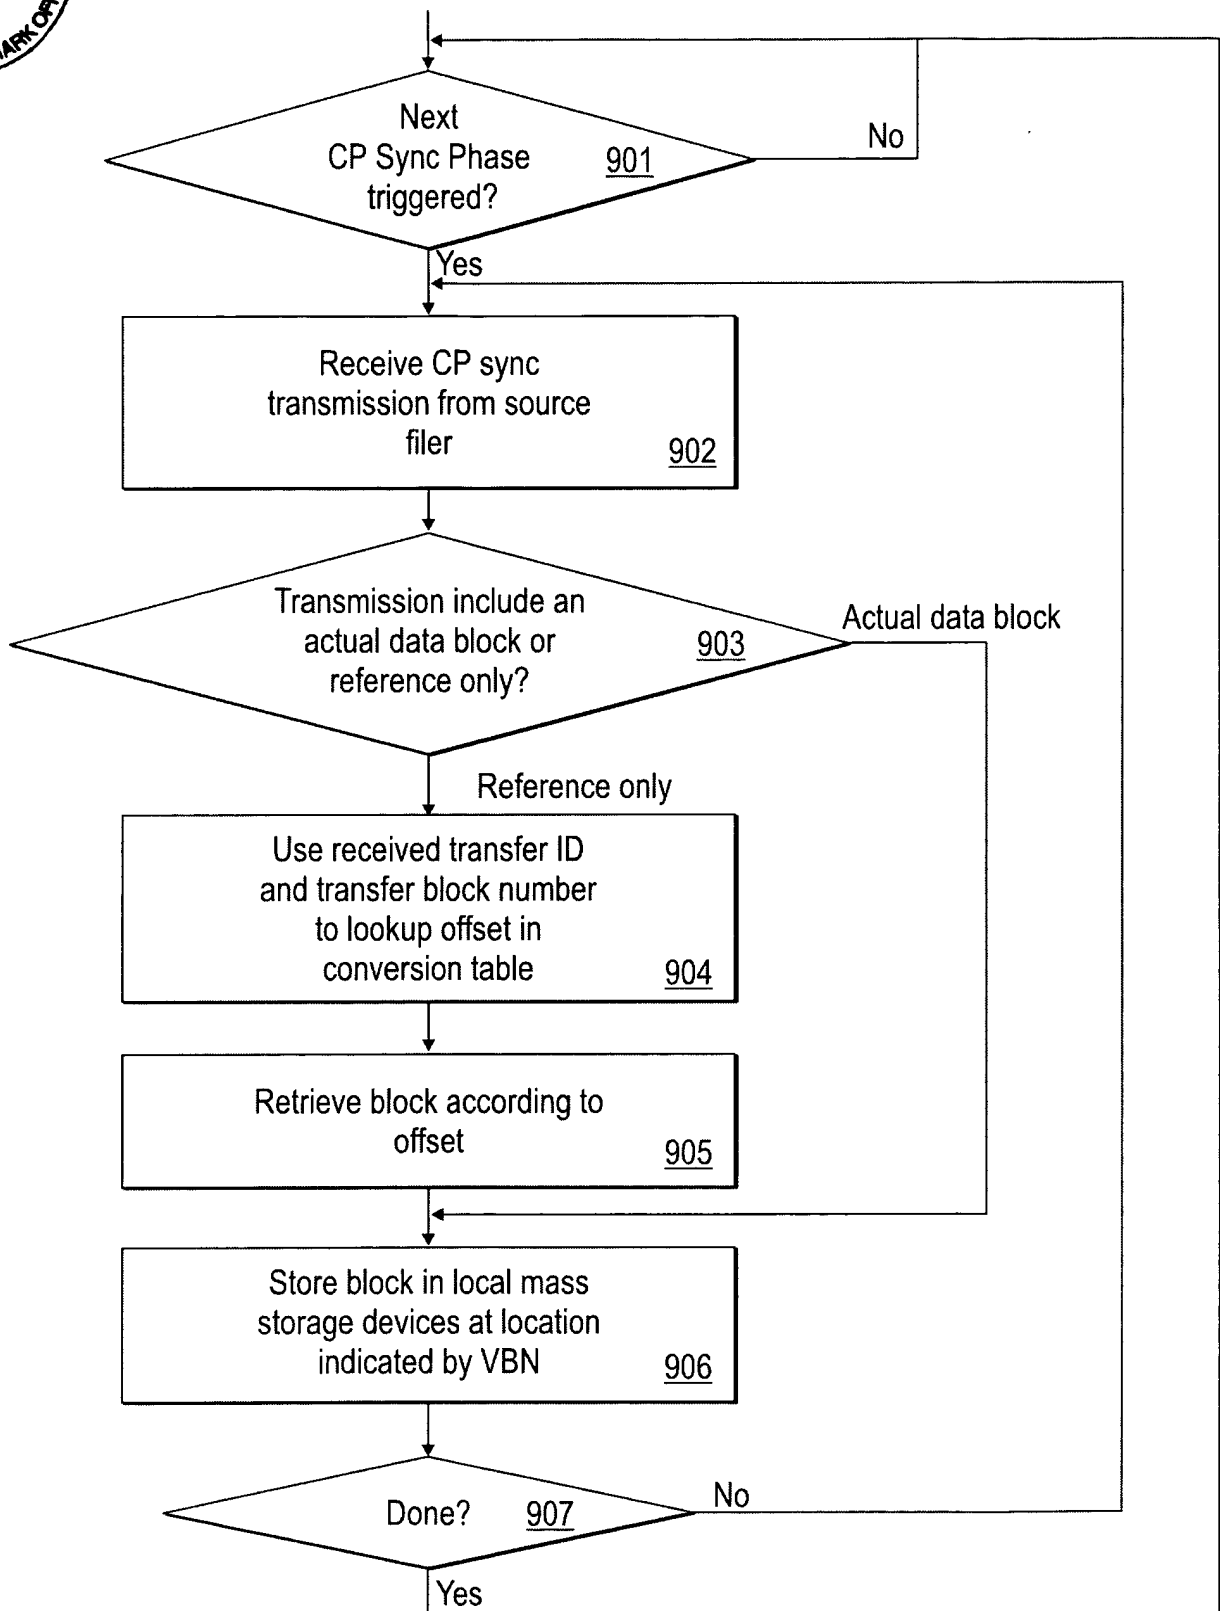 MARK OF
Next
CP Sync Phase
triggered?
901
No
Yes
Receive CP sync
transmission from source
filer
902
Transmission include an
actual data block or
reference only?
903
Actual data block
Reference only
Use received transfer ID
and transfer block number
to lookup offset in
conversion table
904
Retrieve block according to
offset
905
Store block in local mass
storage devices at location
indicated by VBN
906
Done?
907
No
Yes